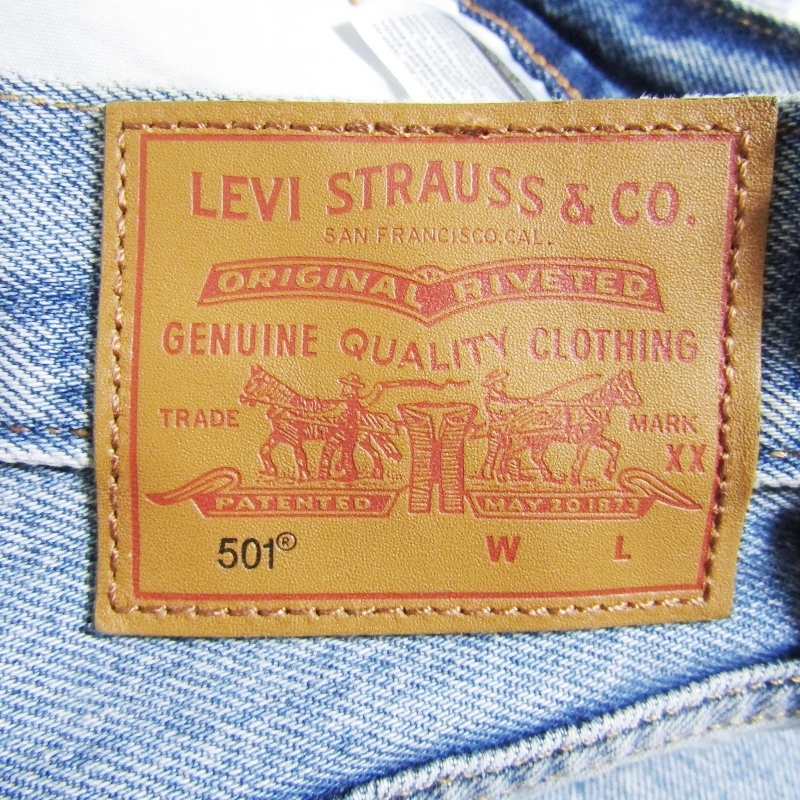 LEVI STRAUSS & CO.
SAN FRANCISCO, CAL.
ORIGINAL RIVETED
GENUINE QUALITY CLOTHING
TRADE MARK
XX
PATENTED MAY 20 1873
501® W L